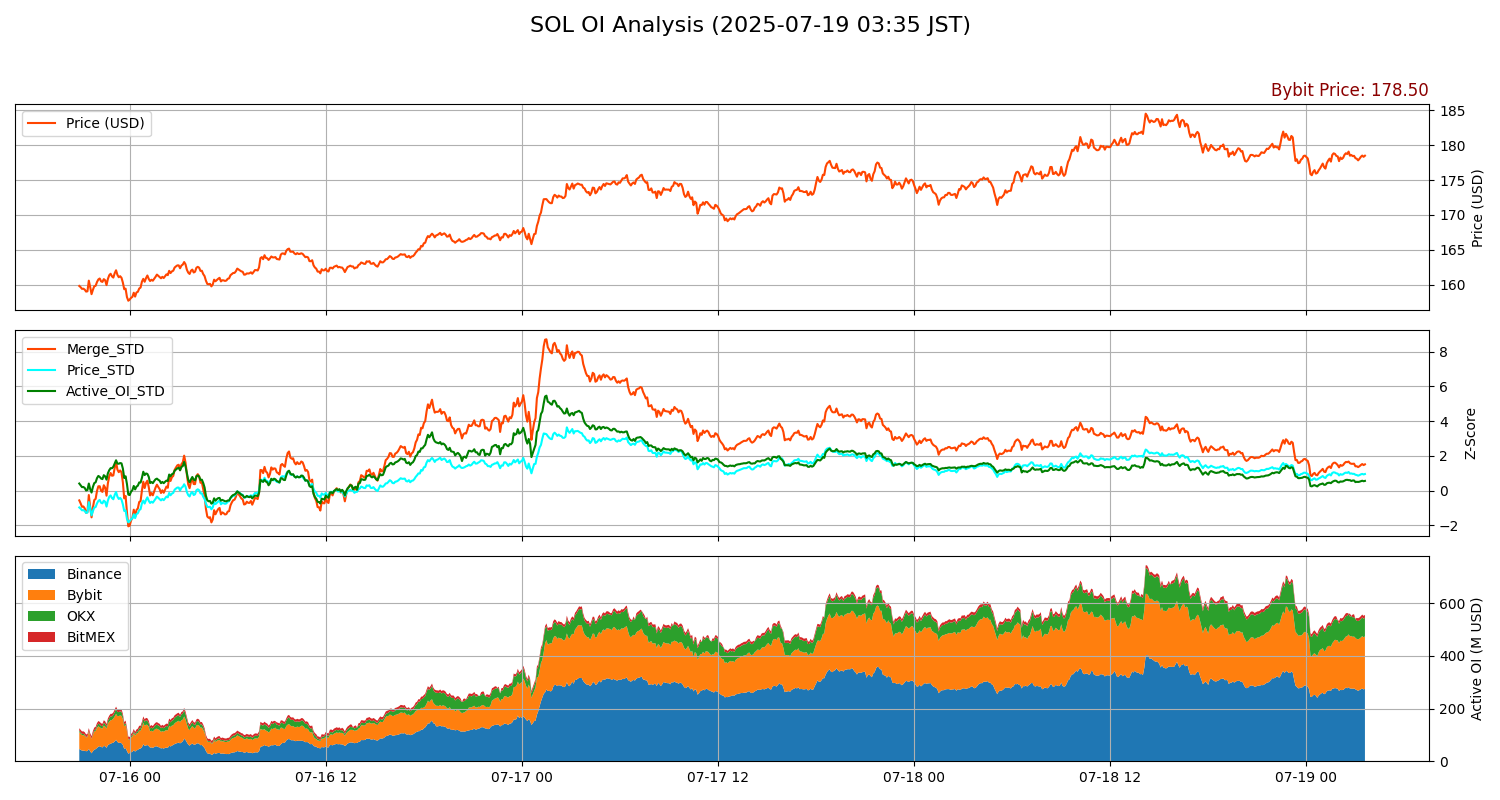 SOL OI Analysis (2025-07-19 03:35 JST)
Bybit Price: 178.50
Price (USD)
185
180
175
170
165
160
Price (USD)
Merge_STD
Price_STD
Active_OI_STD
8
6
4
2
0
−2
Z-Score
Binance
Bybit
OKX
BitMEX
600
400
200
0
Active OI (M USD)
07-16 00
07-16 12
07-17 00
07-17 12
07-18 00
07-18 12
07-19 00